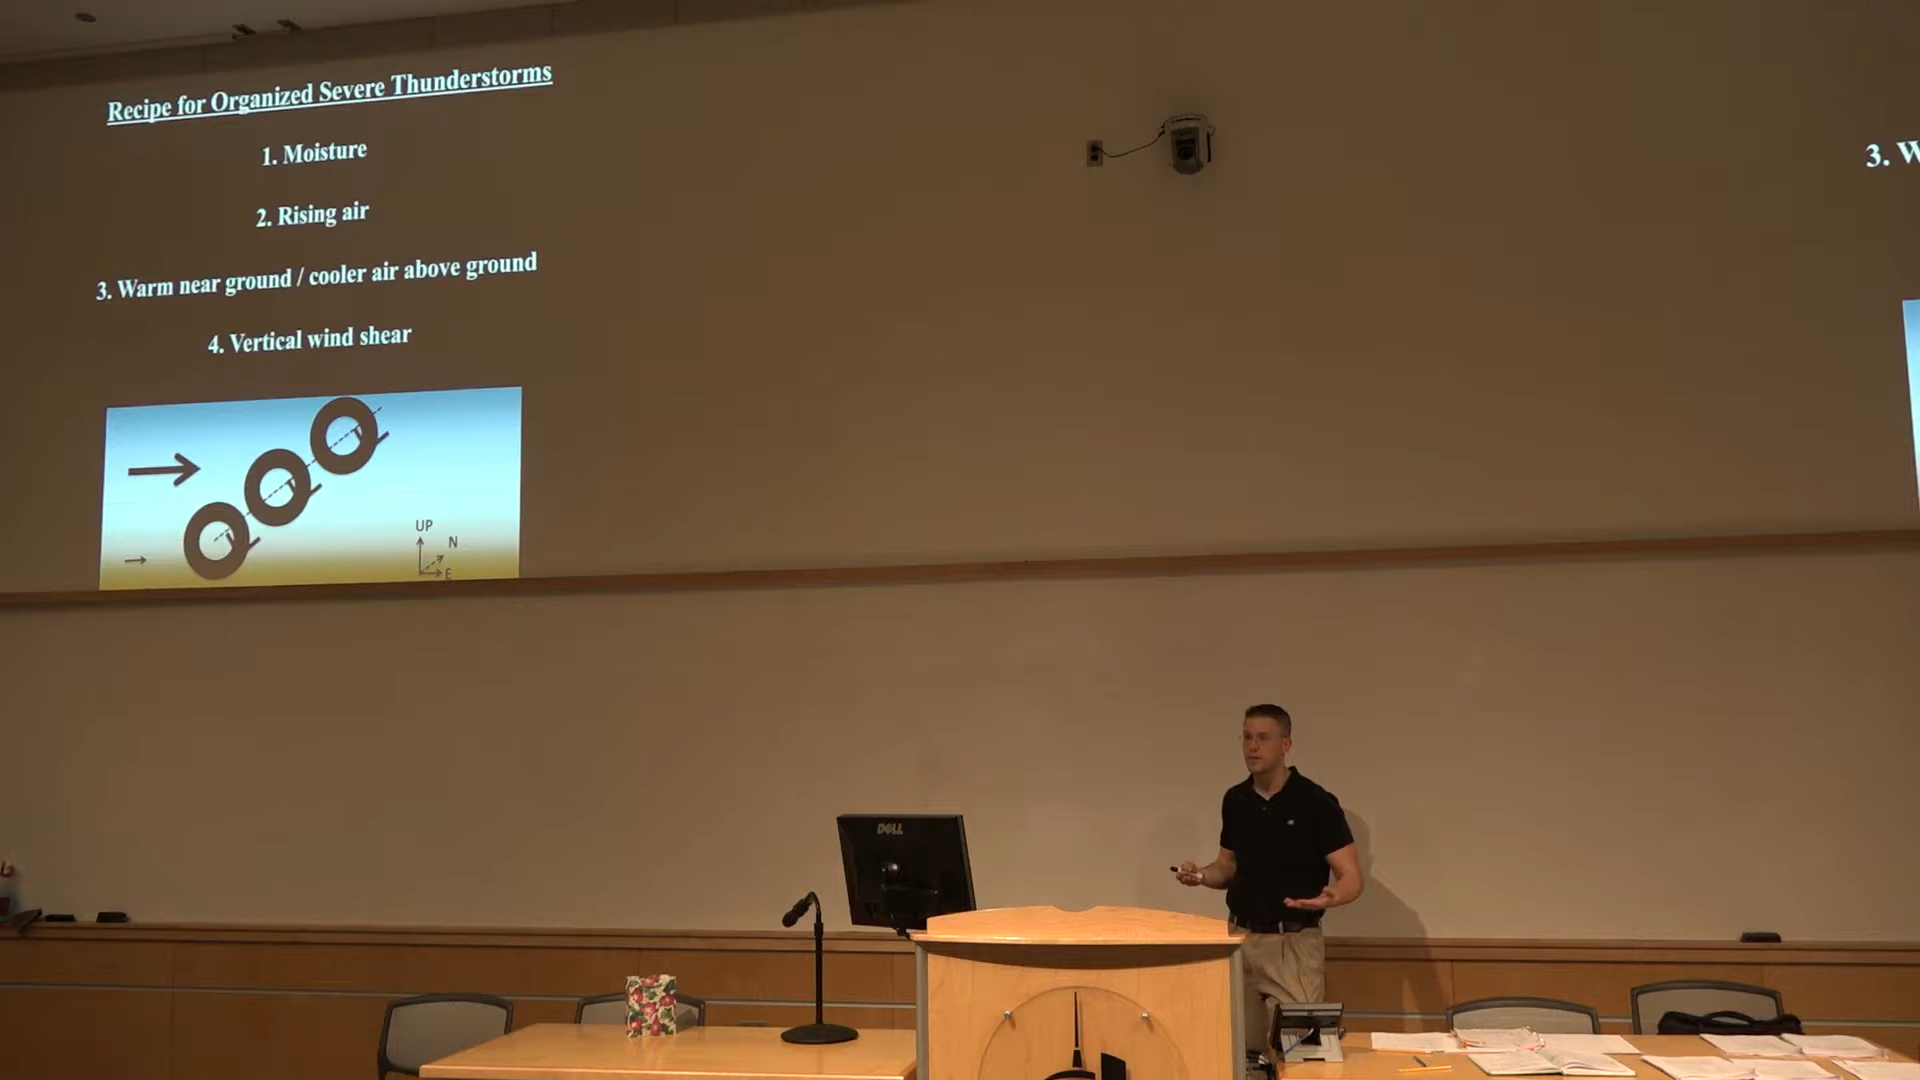 Recipe for Organized Severe Thunderstorms
1. Moisture
2. Rising air
3. Warm near ground / cooler air above ground
4. Vertical wind shear
UP
N
E
3. W
DELL